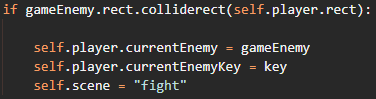 if gameEnemy.rect.colliderect(self.player.rect):
    self.player.currentEnemy = gameEnemy
    self.player.currentEnemyKey = key
    self.scene = "fight"